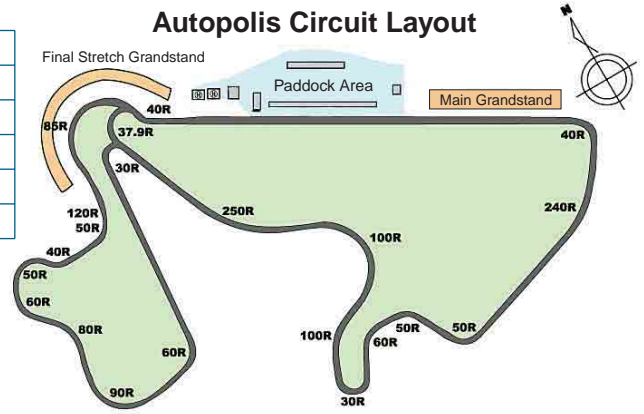 Autopolis Circuit Layout
N
Final Stretch Grandstand
Paddock Area
Main Grandstand
40R
85R
37.9R
40R
30R
120R
50R
250R
240R
100R
40R
50R
60R
80R
60R
90R
100R
50R
60R
50R
30R